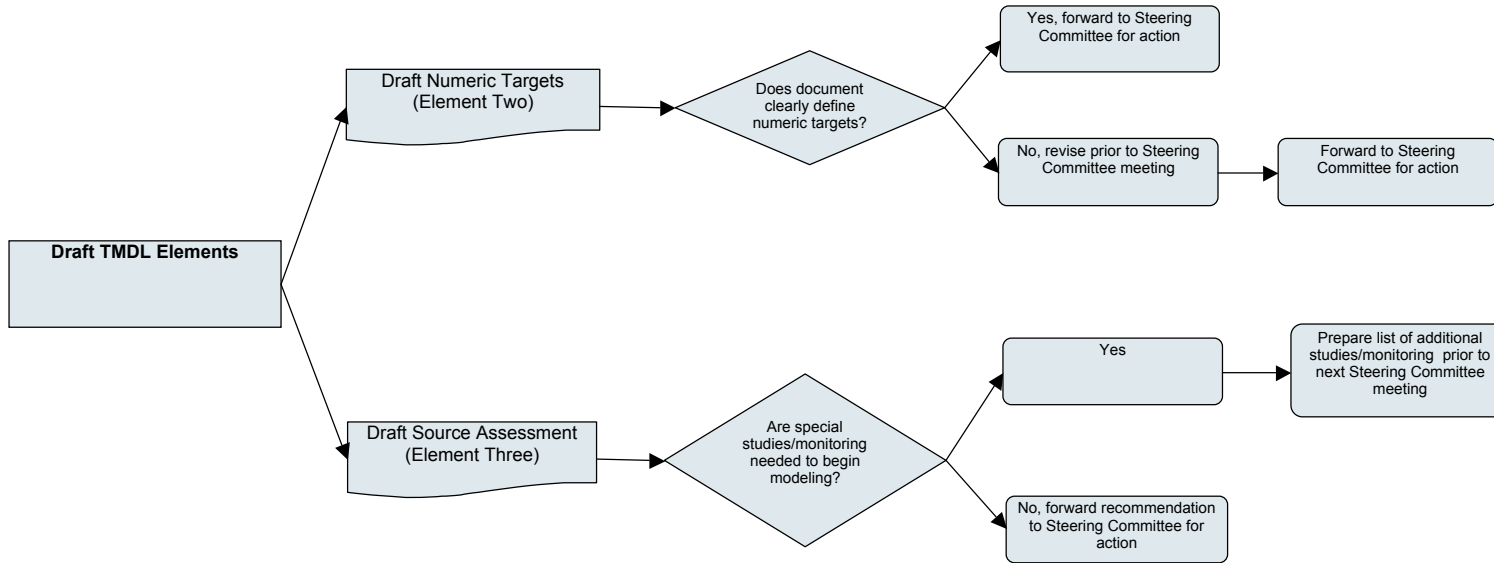 Yes, forward to Steering
Committee for action
Draft Numeric Targets
(Element Two)
Does document
clearly define
numeric targets?
No, revise prior to Steering
Committee meeting
Forward to Steering
Committee for action
Draft TMDL Elements
Yes
Prepare list of additional
studies/monitoring prior to
next Steering Committee
meeting
Draft Source Assessment
(Element Three)
Are special
studies/monitoring
needed to begin
modeling?
No, forward recommendation
to Steering Committee for
action